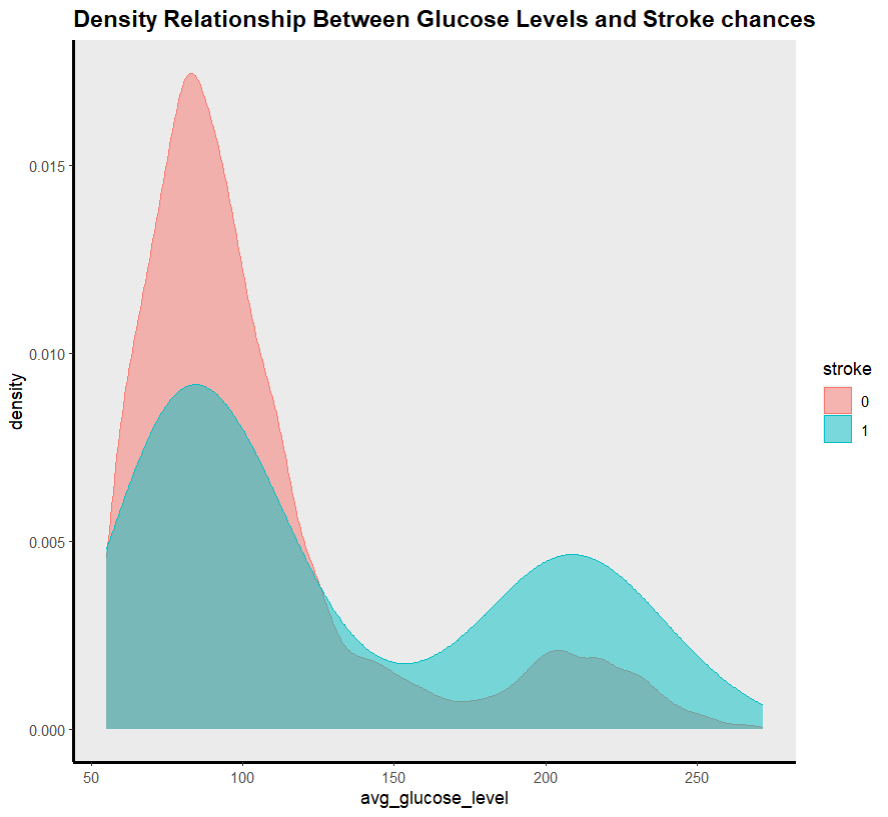 Density Relationship Between Glucose Levels and Stroke chances
density
0.015
0.010
0.005
0.000
50 100 150 200 250
avg_glucose_level
stroke
0
1